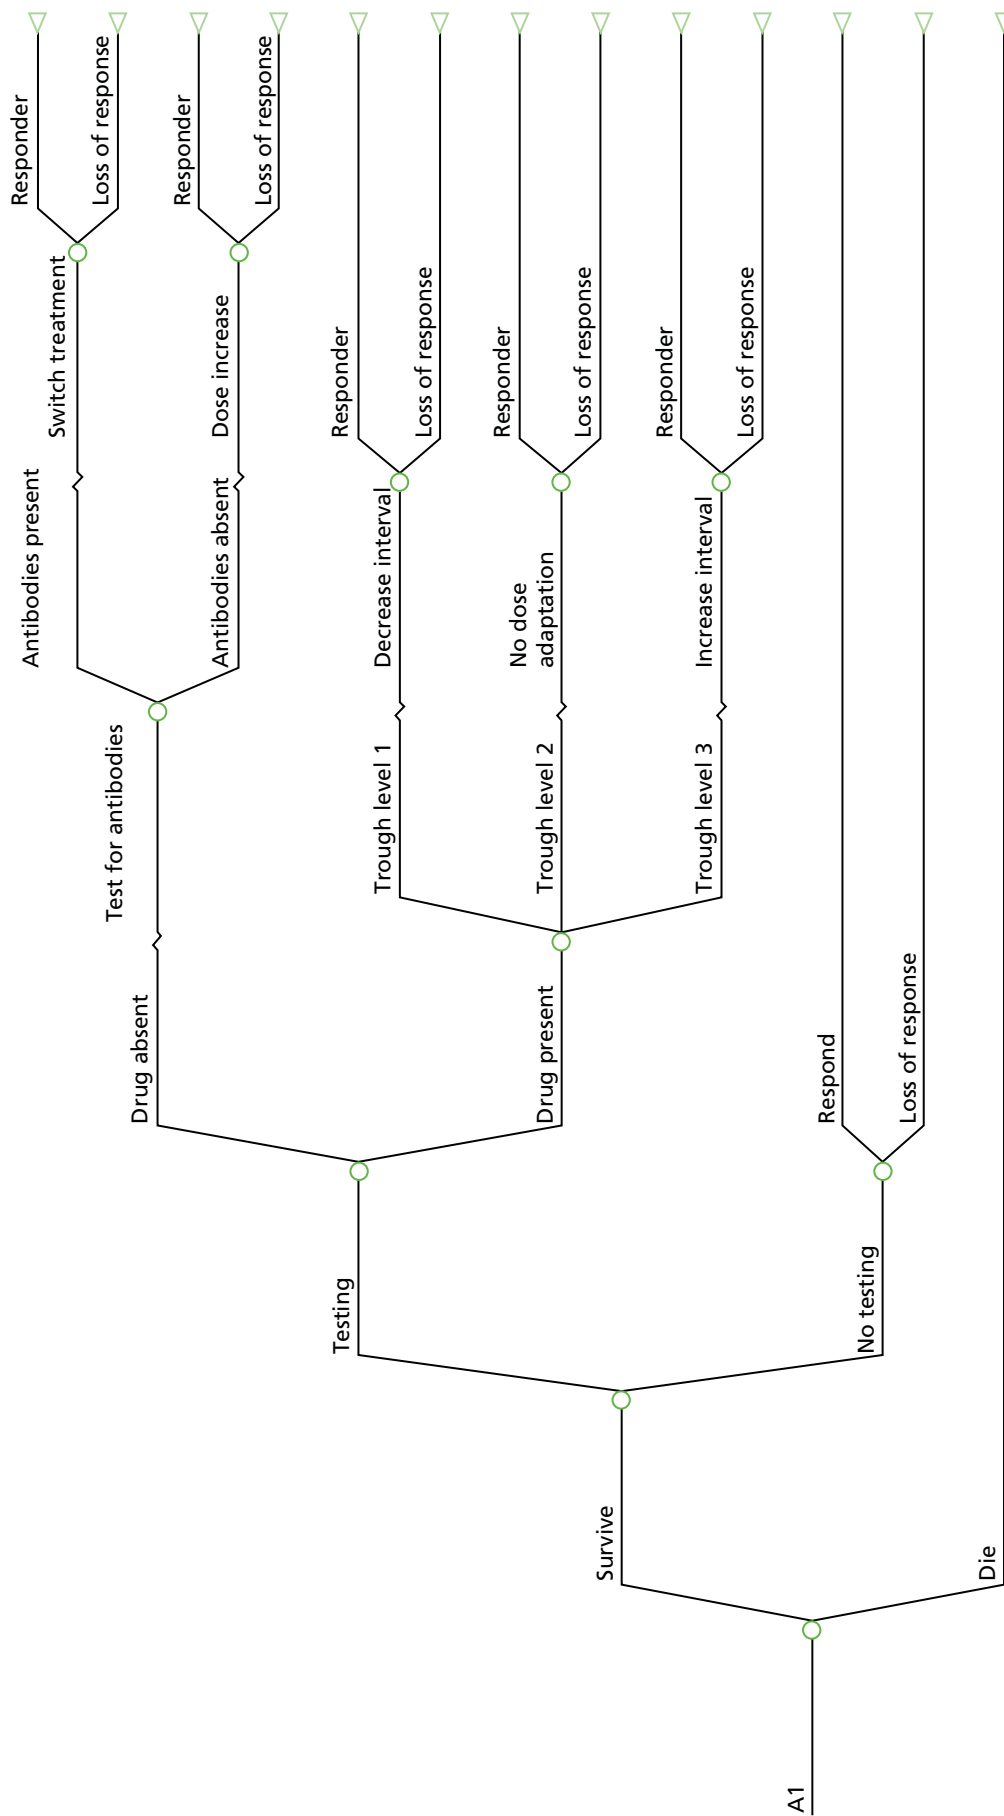 A1
Survive
Die
Testing
No testing
Drug absent
Drug present
Respond
Loss of response
Test for antibodies
Trough level 1
Trough level 2
Trough level 3
Antibodies present
Antibodies absent
Decrease interval
No dose
adaptation
Increase interval
Switch treatment
Dose increase
Responder
Loss of response
Responder
Loss of response
Responder
Loss of response
Responder
Loss of response
Responder
Loss of response